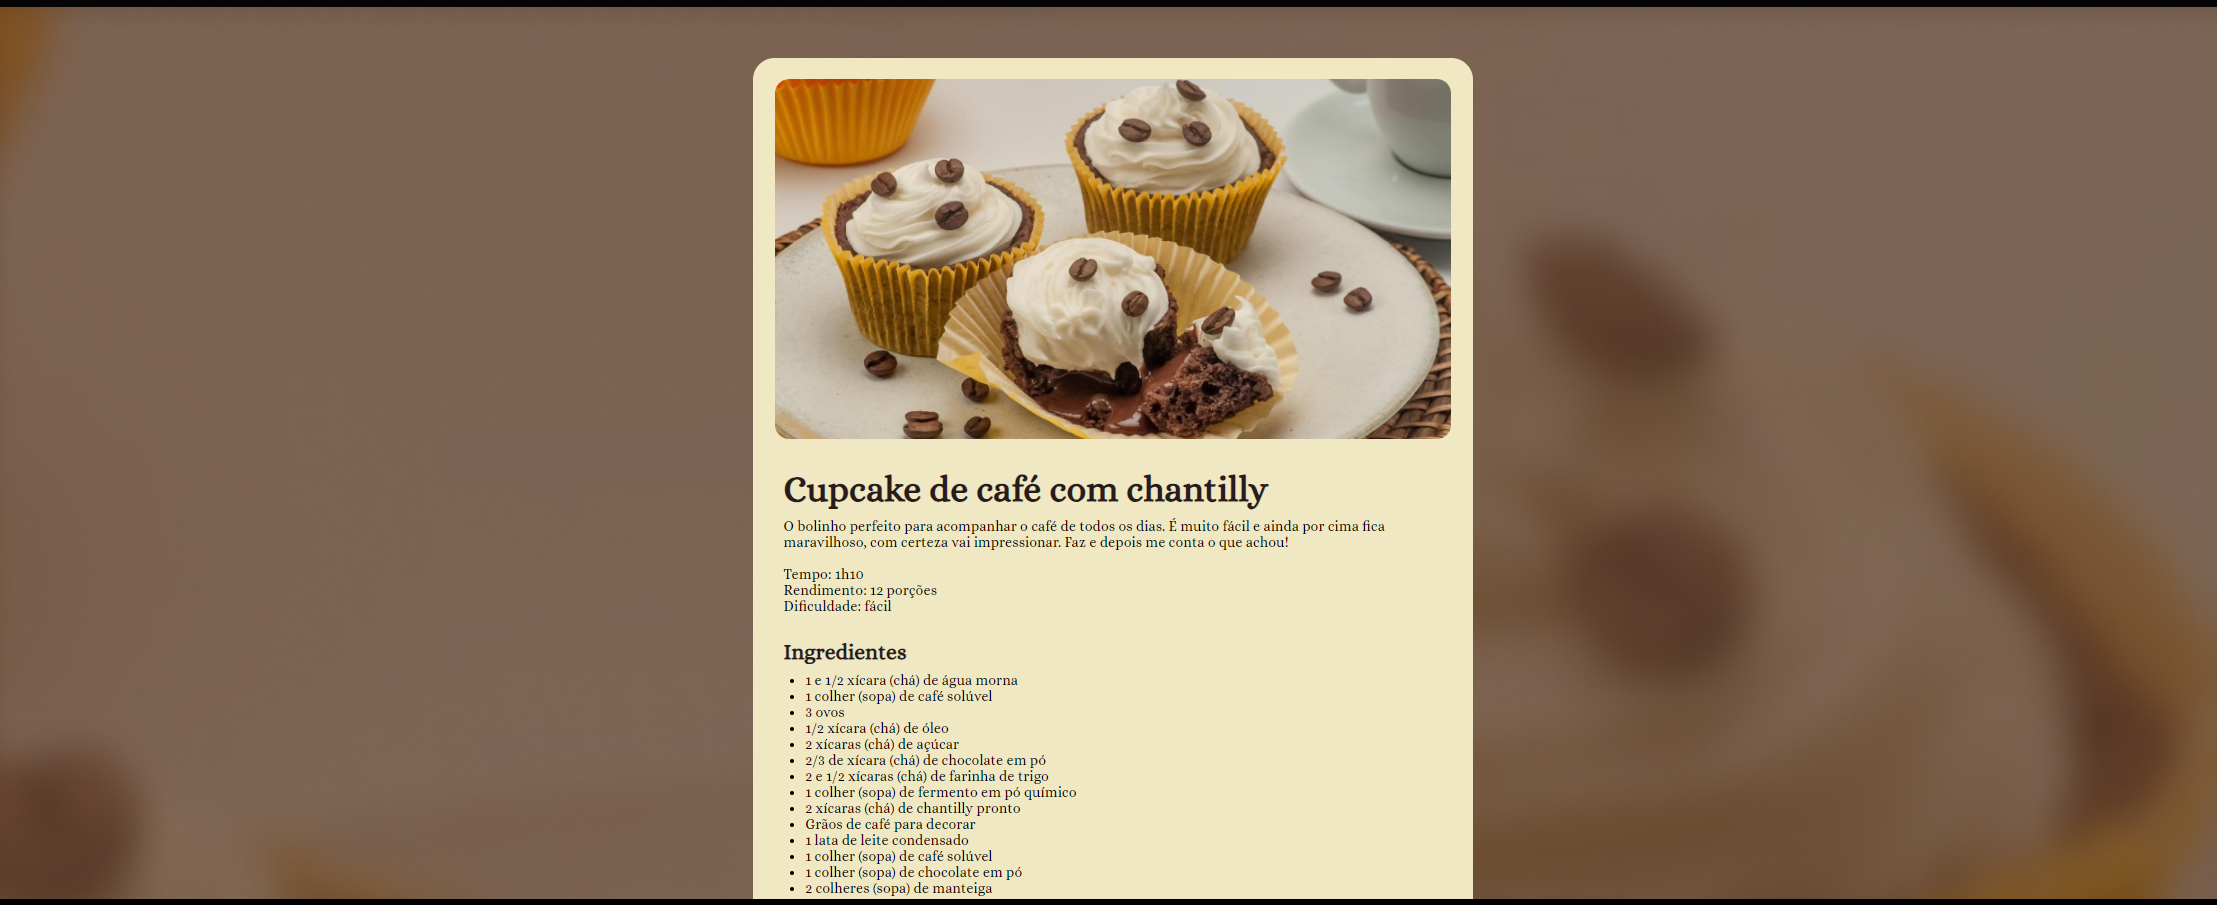 Cupcake de café com chantilly
O bolinho perfeito para acompanhar o café de todos os dias. É muito fácil e ainda por cima fica
maravilhoso, com certeza vai impressionar. Faz e depois me conta o que achou!
Tempo: 1h10
Rendimento: 12 porções
Dificuldade: fácil
Ingredientes
• 1 e 1/2 xícara (chá) de água morna
• 1 colher (sopa) de café solúvel
• 3 ovos
• 1/2 xícara (chá) de óleo
• 2 xícaras (chá) de açúcar
• 2/3 de xícara (chá) de chocolate em pó
• 2 e 1/2 xícaras (chá) de farinha de trigo
• 1 colher (sopa) de fermento em pó químico
• 2 xícaras (chá) de chantilly pronto
• Grãos de café para decorar
• 1 lata de leite condensado
• 1 colher (sopa) de café solúvel
• 1 colher (sopa) de chocolate em pó
• 2 colheres (sopa) de manteiga